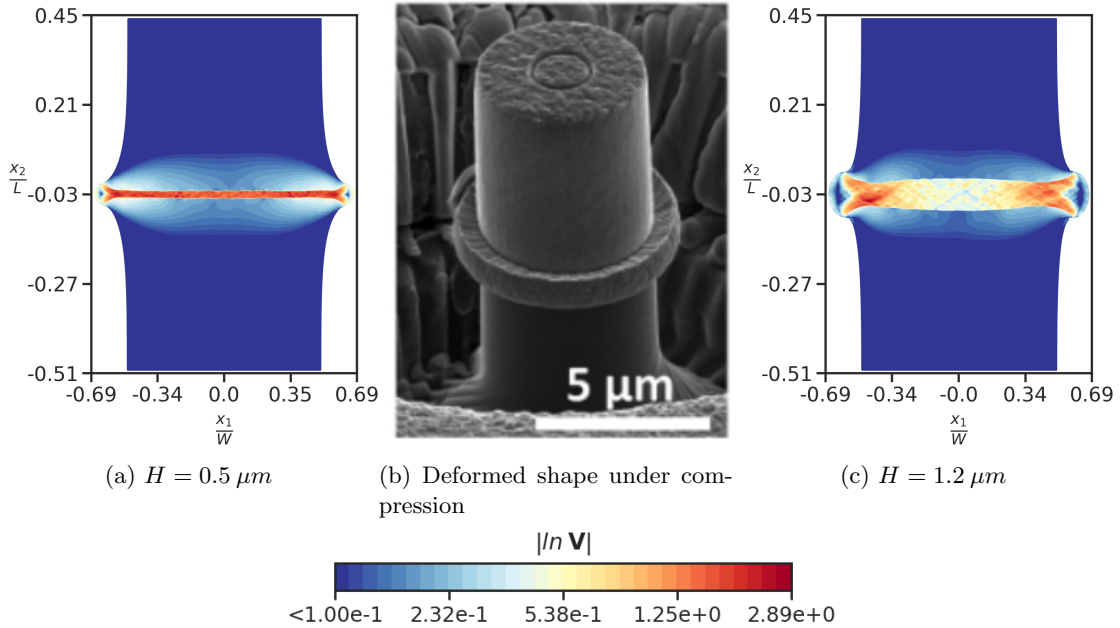 0.45
0.21
-0.03
-0.27
-0.51
x₂/L
-0.69 -0.34 0.0 0.35 0.69
x₁/W
(a) H = 0.5 μm
5 μm
(b) Deformed shape under com-
pression
0.45
0.21
-0.03
-0.27
-0.51
x₂/L
-0.69 -0.34 -0.0 0.34 0.69
x₁/W
(c) H = 1.2 μm
|ln V|
<1.00e-1 2.32e-1 5.38e-1 1.25e+0 2.89e+0